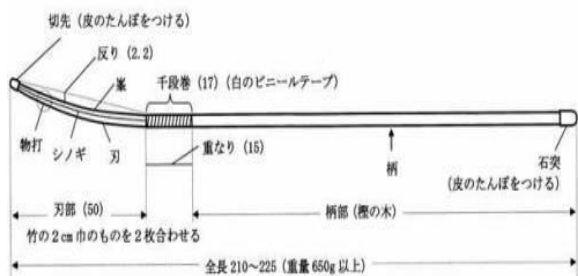 切先 (皮のたんぽをつける)
反り (2.2)
峯
千段巻 (17) (白のビニールテープ)
物打
シノギ
刃
重なり (15)
柄
石突
(皮のたんぽをつける)
刃部 (50)
柄部 (樫の木)
竹の2cm巾のものを2枚合わせる
全長210〜225 (重量650g以上)